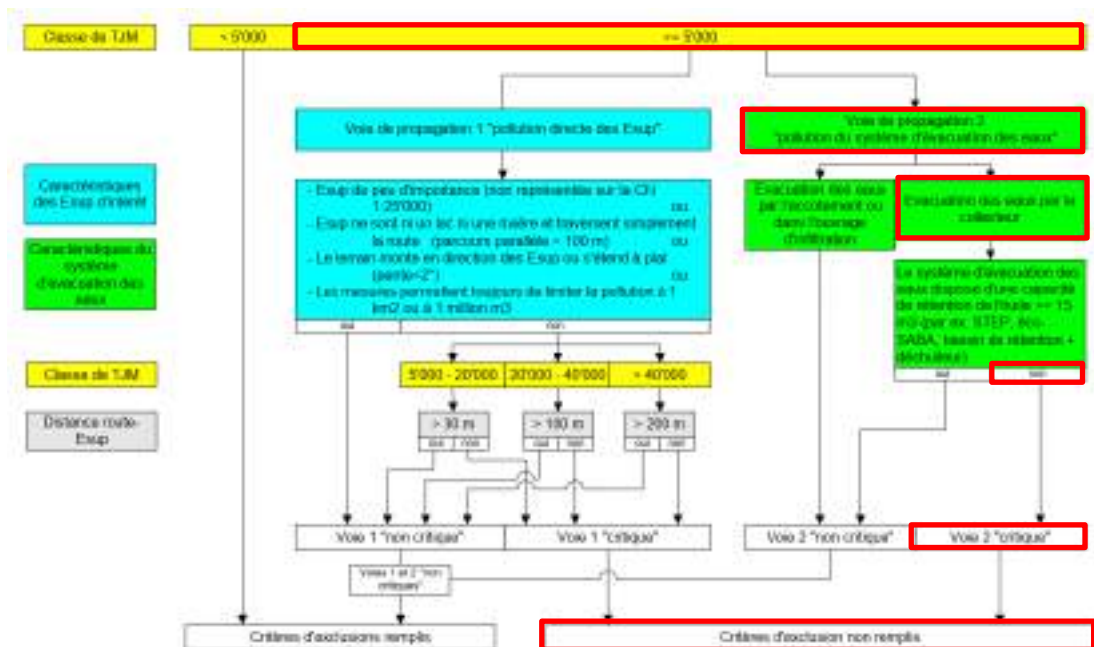 Classe de TJM
< 5'000
>= 5'000
Voie de propagation 1 "pollution directe des Esup"
Voie de propagation 2
"pollution du système d'évacuation des eaux"
Caractéristiques
des Esup d'intérêt
- Esup de peu d'importance (non représentée sur la CN
1:25'000) ou
- Esup ne sont ni un lac ni une rivière et traversent simplement
la route (parcours parallèle < 100 m) ou
- Le terrain monte en direction des Esup ou s'étend à plat
(pente<2°) ou
- Les mesures permettent toujours de limiter la pollution à 1
km2 ou à 1 million m3
oui
non
Evacuation des eaux
par l'accotement ou
dans l'ouvrage
d'infiltration
Evacuation des eaux par le
collecteur
Caractéristiques du
système
d'évacuation des
eaux
Le système d'évacuation des
eaux dispose d'une capacité
de rétention de l'huile >= 15
m3 (par ex. STEP, éco-
SABA, bassin de rétention +
déshuileur)
oui
non
Classe de TJM
5'000 - 20'000
20'000 - 40'000
> 40'000
Distance route-
Esup
> 30 m
> 100 m
> 200 m
oui
non
oui
non
oui
non
Voie 1 "non critique"
Voie 1 "critique"
Voie 2 "non critique"
Voie 2 "critique"
Voies 1 et 2 "non
critiques"
Critères d'exclusions remplis
Critères d'exclusion non remplis